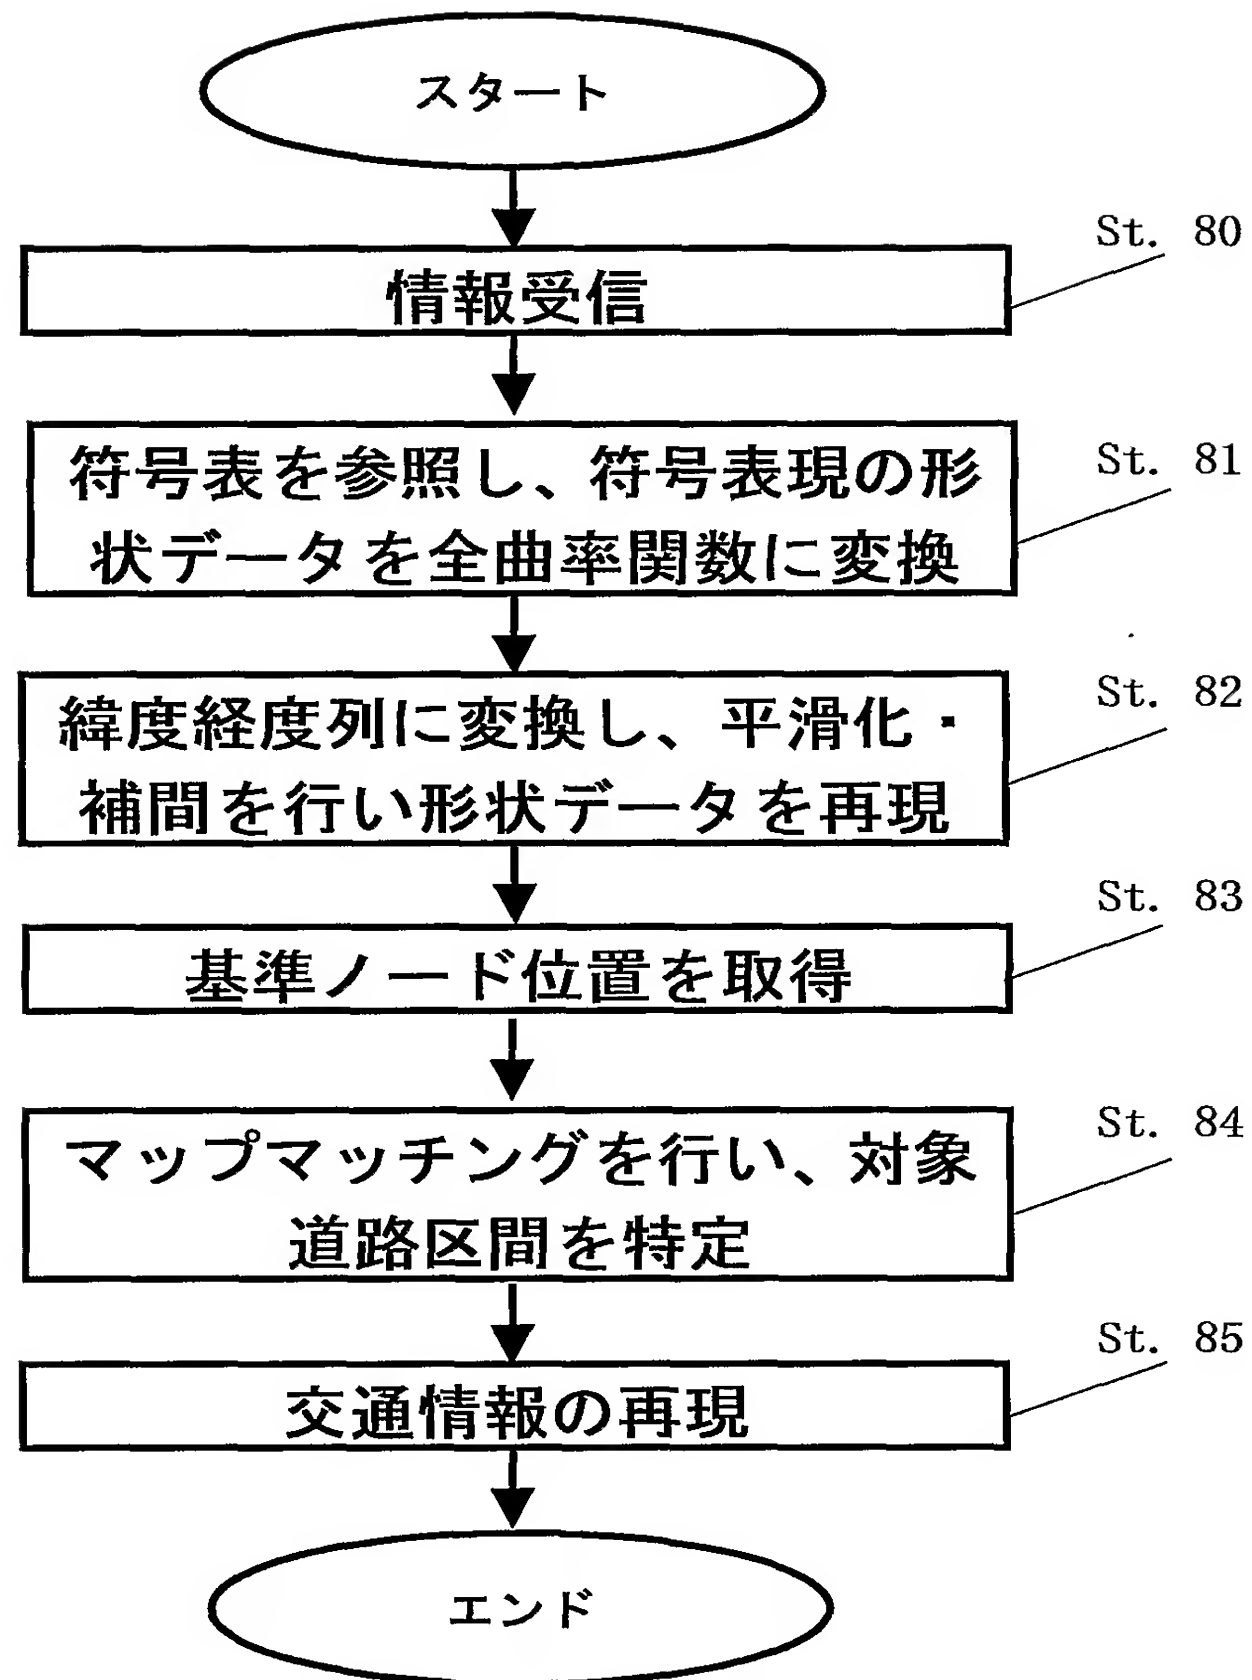 スタート
St. 80
情報受信
St. 81
符号表を参照し、符号表現の形
状データを全曲率関数に変換
St. 82
緯度経度列に変換し、平滑化・
補間を行い形状データを再現
St. 83
基準ノード位置を取得
St. 84
マップマッチングを行い、対象
道路区間を特定
St. 85
交通情報の再現
エンド